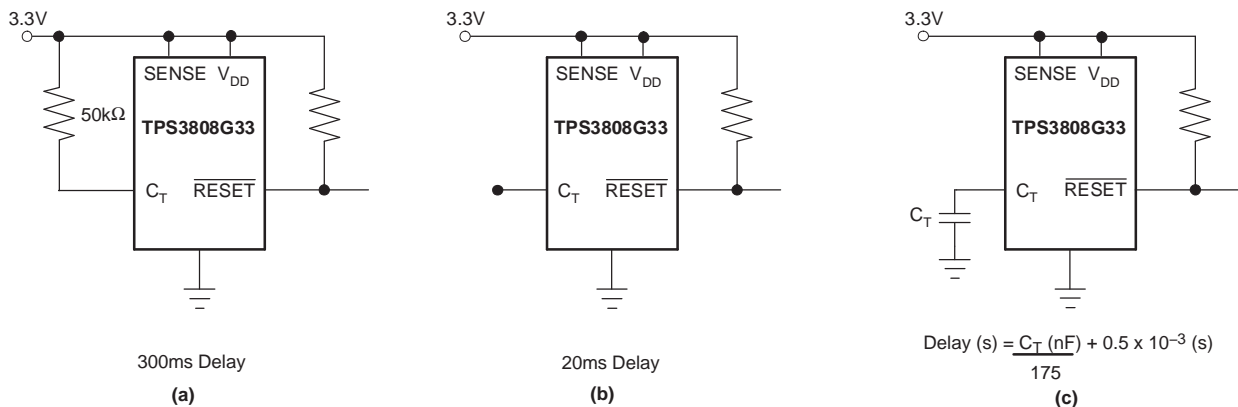 3.3V
SENSE V_DD
50kΩ
TPS3808G33
C_T
RESET
300ms Delay
(a)
3.3V
SENSE V_DD
TPS3808G33
C_T
RESET
20ms Delay
(b)
3.3V
SENSE V_DD
TPS3808G33
C_T
C_T
RESET
Delay (s) = C_T (nF) + 0.5 x 10⁻³ (s)
175
(c)